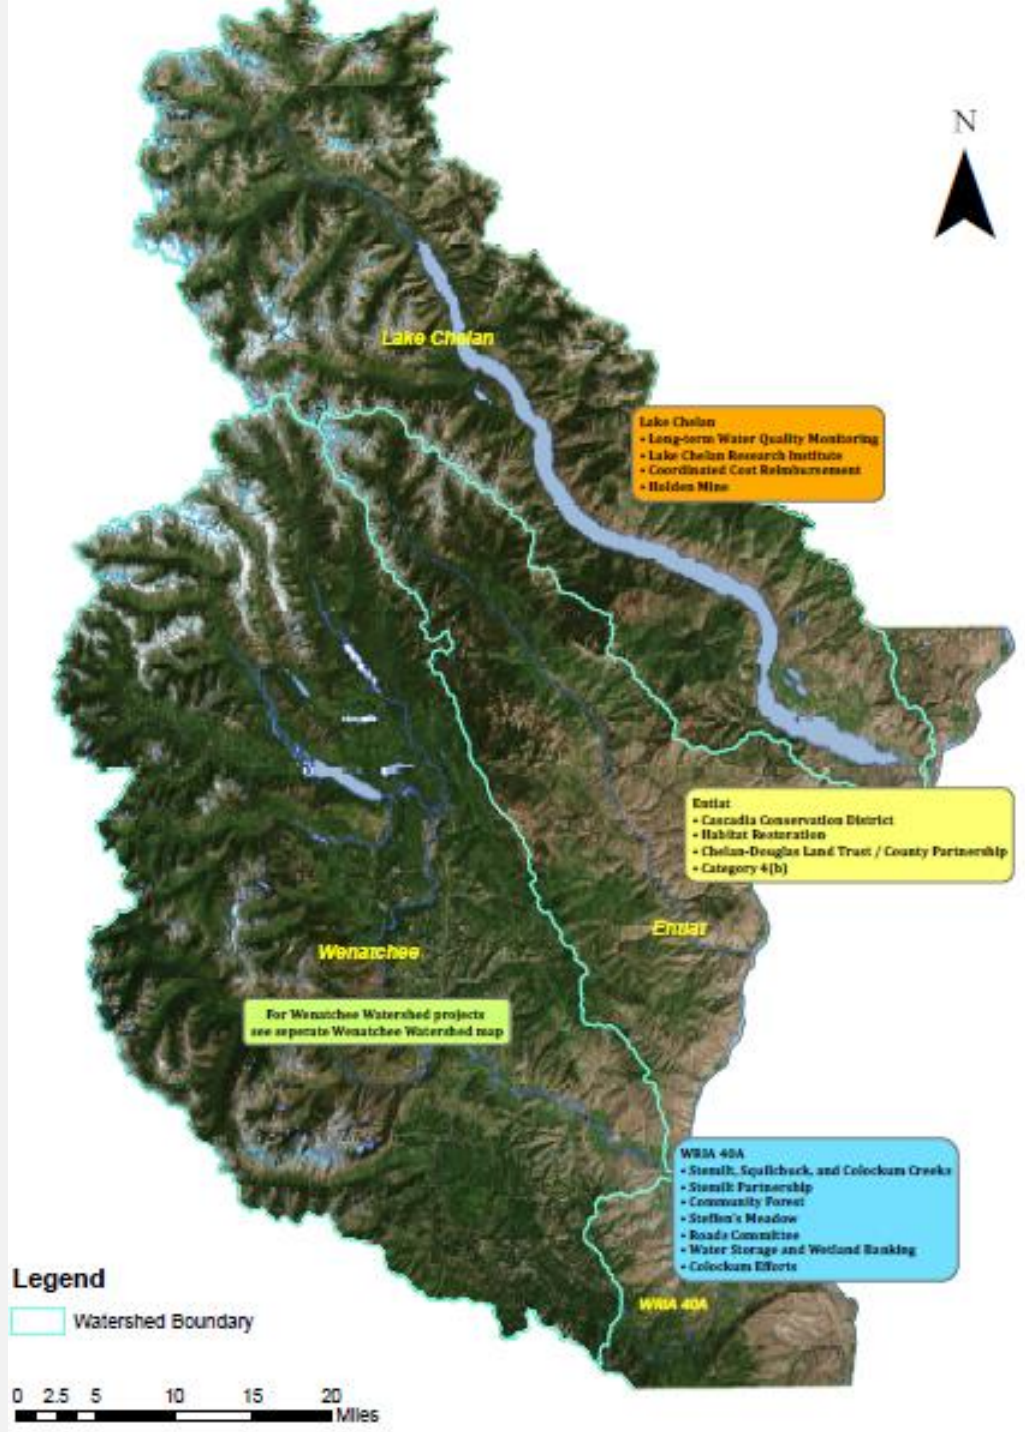 N
Lake Chelan
Lake Chelan
• Long-term Water Quality Monitoring
• Lake Chelan Research Institute
• Coordinated Cost Reimbursement
• Holden Mine
Entiat
• Cascadia Conservation District
• Habitat Restoration
• Chelan-Douglas Land Trust / County Partnership
• Category 4(b)
Entiat
Wenatchee
For Wenatchee Watershed projects
see seperate Wenatchee Watershed map
WRIA 40A
• Stemilt, Squilchuck, and Colockum Creeks
• Stemilt Partnership
• Community Forest
• Steffen's Meadow
• Roads Committee
• Water Storage and Wetland Banking
• Colockum Efforts
WRIA 40A
Legend
Watershed Boundary
0 2.5 5 10 15 20
Miles